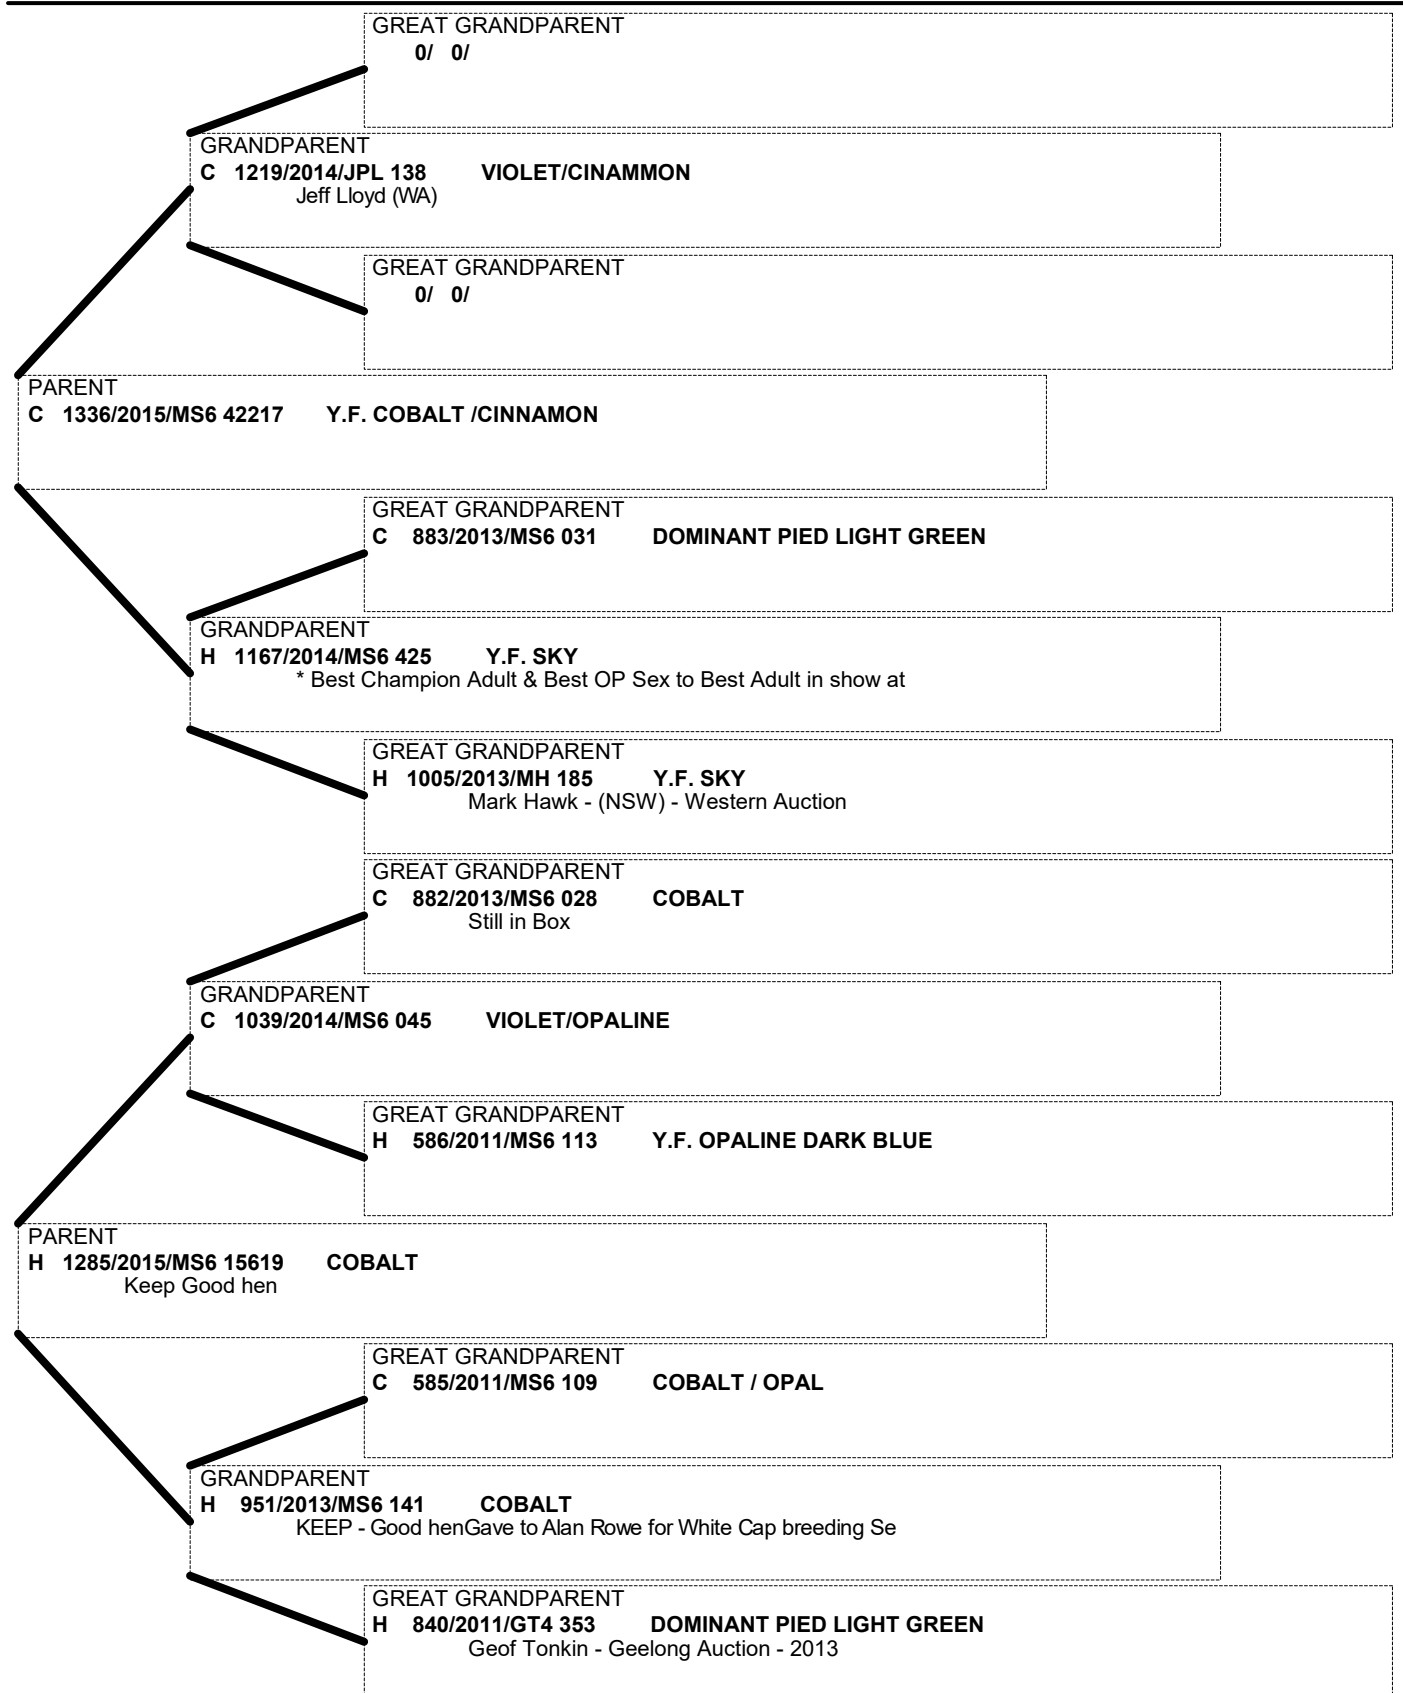 GREAT GRANDPARENT
0/ 0/
GRANDPARENT
C 1219/2014/JPL 138 VIOLET/CINAMMON
Jeff Lloyd (WA)
GREAT GRANDPARENT
0/ 0/
PARENT
C 1336/2015/MS6 42217 Y.F. COBALT /CINNAMON
GREAT GRANDPARENT
C 883/2013/MS6 031 DOMINANT PIED LIGHT GREEN
GRANDPARENT
H 1167/2014/MS6 425 Y.F. SKY
* Best Champion Adult & Best OP Sex to Best Adult in show at
GREAT GRANDPARENT
H 1005/2013/MH 185 Y.F. SKY
Mark Hawk - (NSW) - Western Auction
GREAT GRANDPARENT
C 882/2013/MS6 028 COBALT
Still in Box
GRANDPARENT
C 1039/2014/MS6 045 VIOLET/OPALINE
GREAT GRANDPARENT
H 586/2011/MS6 113 Y.F. OPALINE DARK BLUE
PARENT
H 1285/2015/MS6 15619 COBALT
Keep Good hen
GREAT GRANDPARENT
C 585/2011/MS6 109 COBALT / OPAL
GRANDPARENT
H 951/2013/MS6 141 COBALT
KEEP - Good henGave to Alan Rowe for White Cap breeding Se
GREAT GRANDPARENT
H 840/2011/GT4 353 DOMINANT PIED LIGHT GREEN
Geof Tonkin - Geelong Auction - 2013